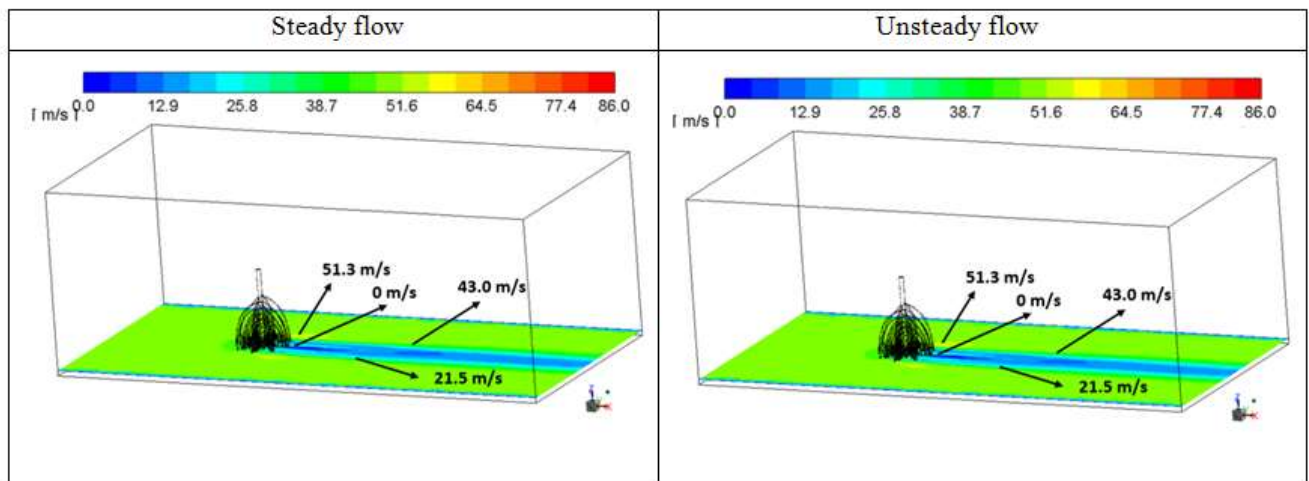 Steady flow
Unsteady flow
0.0 12.9 25.8 38.7 51.6 64.5 77.4 86.0
[ m/s ]
51.3 m/s
0 m/s
43.0 m/s
21.5 m/s
0.0 12.9 25.8 38.7 51.6 64.5 77.4 86.0
[ m/s ]
51.3 m/s
0 m/s
43.0 m/s
21.5 m/s